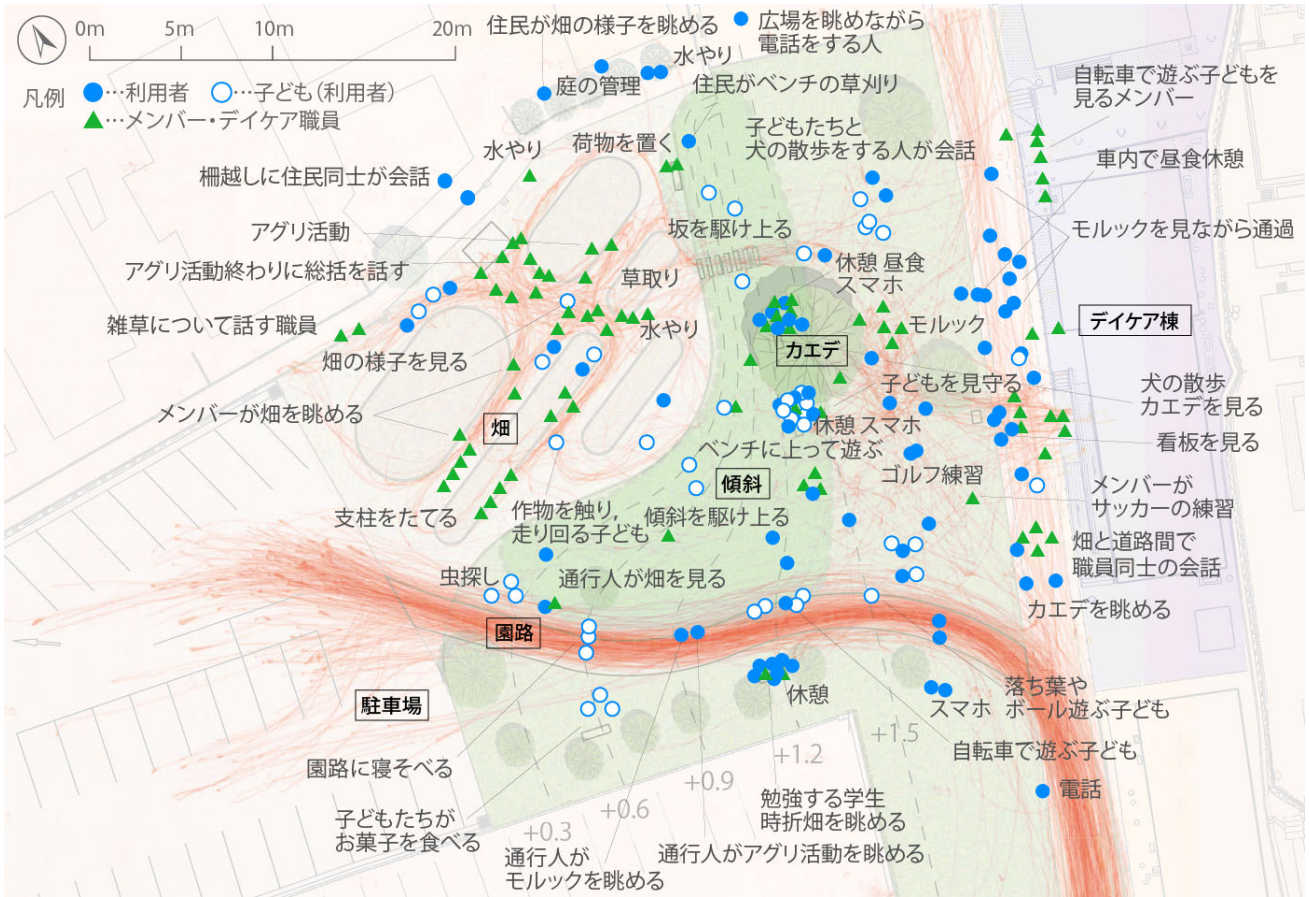 0m 5m 10m 20m
凡例
●…利用者 ○…子ども(利用者)
▲…メンバー・デイケア職員
住民が畑の様子を眺める
広場を眺めながら
電話をする人
水やり
庭の管理
住民がベンチの草刈り
自転車で遊ぶ子どもを
見るメンバー
荷物を置く
子どもたちと
犬の散歩をする人が会話
水やり
車内で昼食休憩
柵越しに住民同士が会話
アグリ活動
坂を駆け上る
モルックを見ながら通過
アグリ活動終わりに総括を話す
草取り
休憩 昼食
スマホ
雑草について話す職員
水やり
モルック
デイケア棟
カエデ
畑の様子を見る
子どもを見守る
犬の散歩
カエデを見る
メンバーが畑を眺める
畑
休憩 スマホ
看板を見る
ベンチに上って遊ぶ
ゴルフ練習
傾斜
メンバーが
サッカーの練習
支柱をたてる
作物を触り,
走り回る子ども
傾斜を駆け上る
畑と道路間で
職員同士の会話
虫探し
通行人が畑を見る
カエデを眺める
園路
駐車場
休憩
スマホ
落ち葉や
ボール遊ぶ子ども
+1.5
自転車で遊ぶ子ども
+1.2
園路に寝そべる
+0.9
電話
+0.6
勉強する学生
時折畑を眺める
子どもたちが
お菓子を食べる
+0.3
通行人が
モルックを眺める
通行人がアグリ活動を眺める